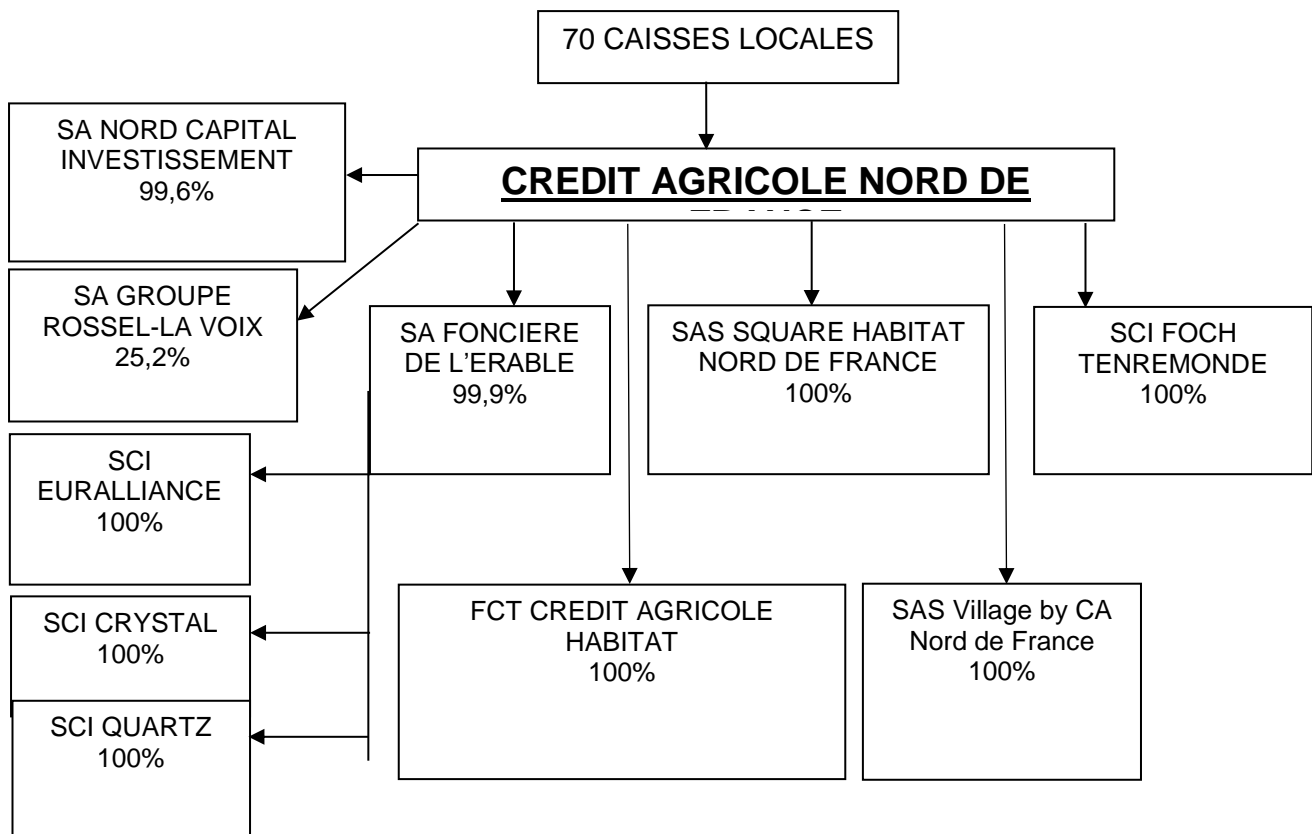 70 CAISSES LOCALES
SA NORD CAPITAL
INVESTISSEMENT
99,6%
CREDIT AGRICOLE NORD DE
SA GROUPE
ROSSEL-LA VOIX
25,2%
SA FONCIERE
DE L'ERABLE
99,9%
SAS SQUARE HABITAT
NORD DE FRANCE
100%
SCI FOCH
TENREMONDE
100%
SCI
EURALLIANCE
100%
SCI CRYSTAL
100%
SCI QUARTZ
100%
FCT CREDIT AGRICOLE
HABITAT
100%
SAS Village by CA
Nord de France
100%